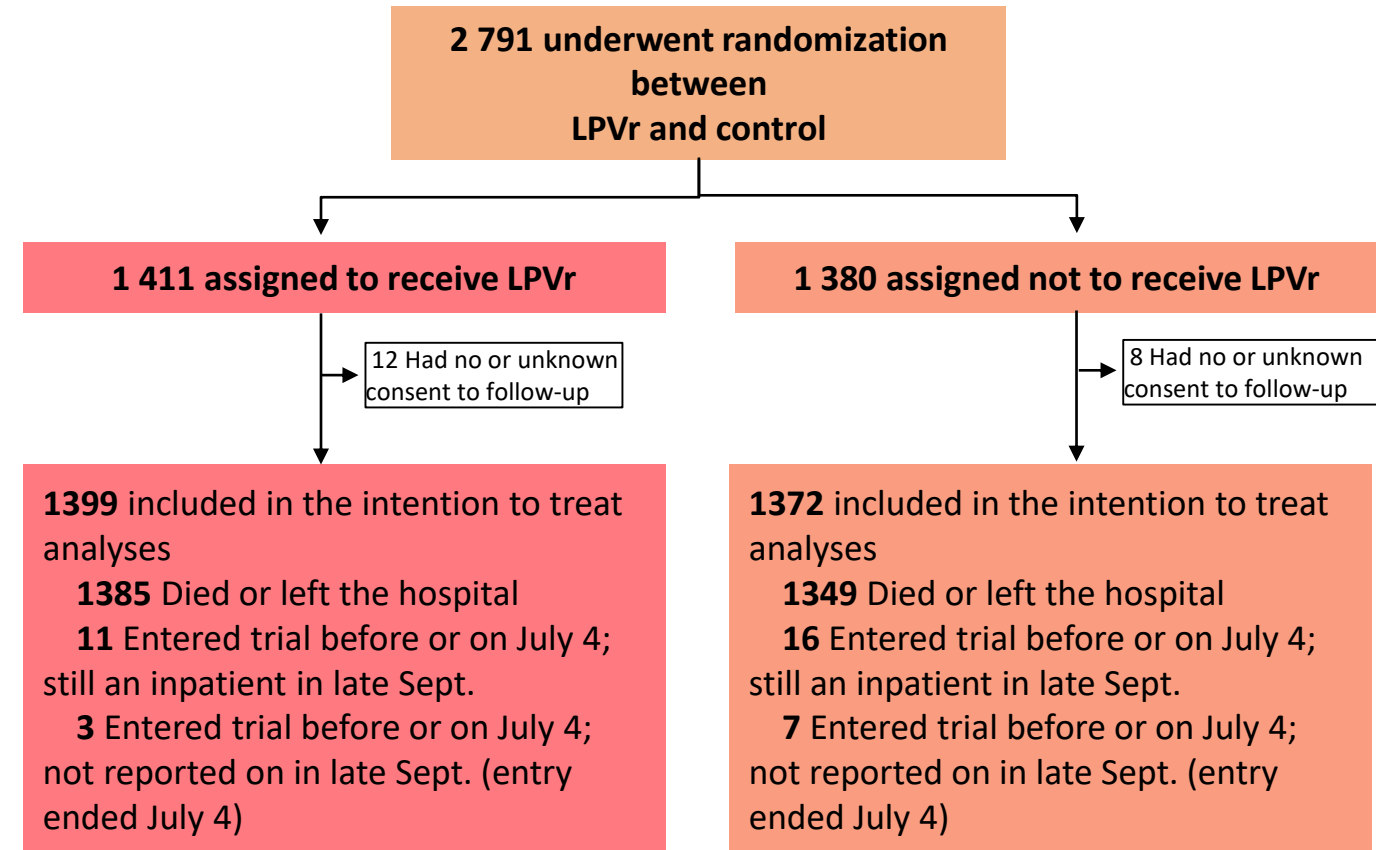 2 791 underwent randomization
between
LPVr and control
1 411 assigned to receive LPVr
1 380 assigned not to receive LPVr
12 Had no or unknown
consent to follow-up
8 Had no or unknown
consent to follow-up
1399 included in the intention to treat
analyses
1385 Died or left the hospital
11 Entered trial before or on July 4;
still an inpatient in late Sept.
3 Entered trial before or on July 4;
not reported on in late Sept. (entry
ended July 4)
1372 included in the intention to treat
analyses
1349 Died or left the hospital
16 Entered trial before or on July 4;
still an inpatient in late Sept.
7 Entered trial before or on July 4;
not reported on in late Sept. (entry
ended July 4)